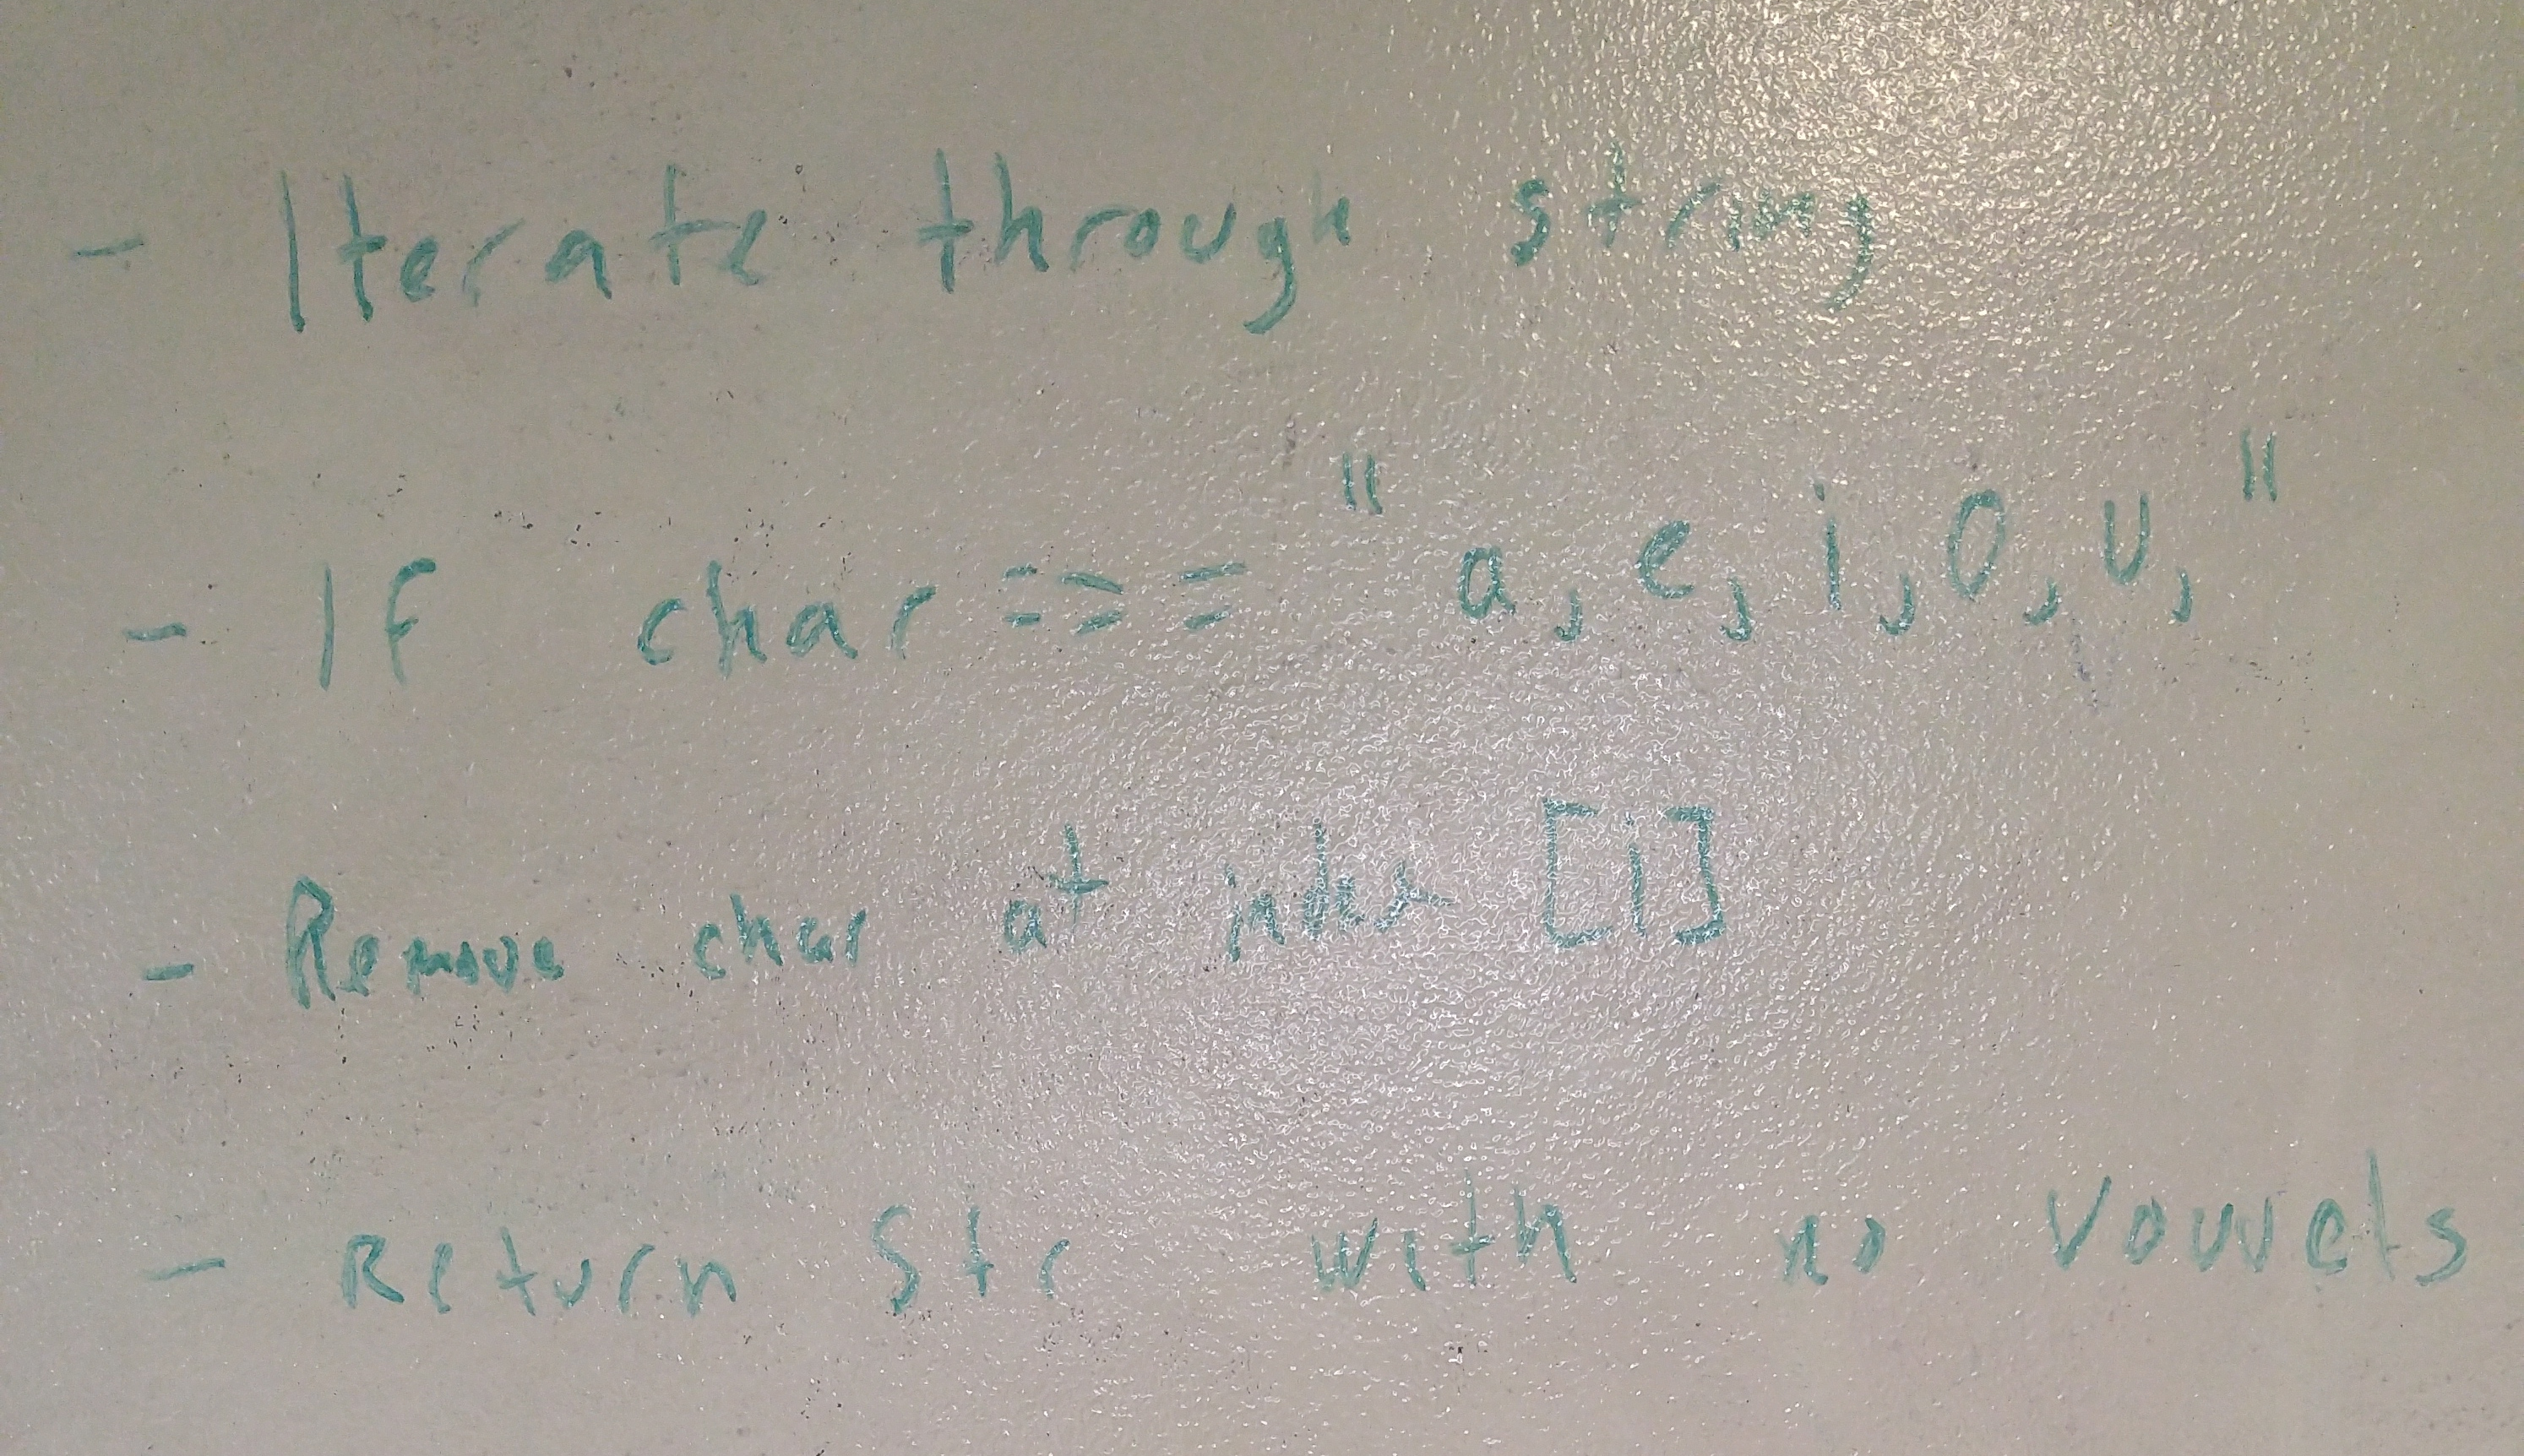 - Iterate through string
- If char === "a, e, i, o, u,"
- Remove char at index [i]
- Return Str with no vowels